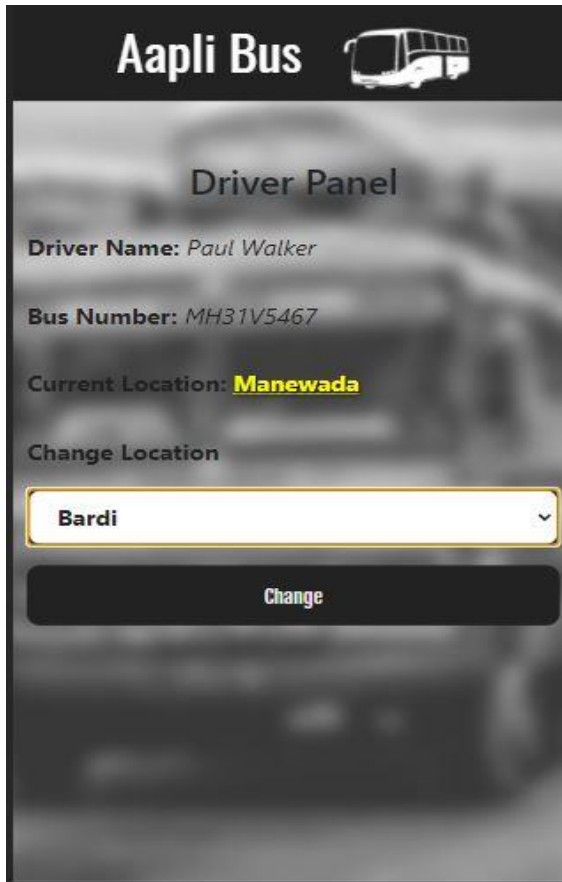 Aapli Bus
Driver Panel
Driver Name: Paul Walker
Bus Number: MH31V5467
Current Location: Manewada
Change Location
Bardi
Change